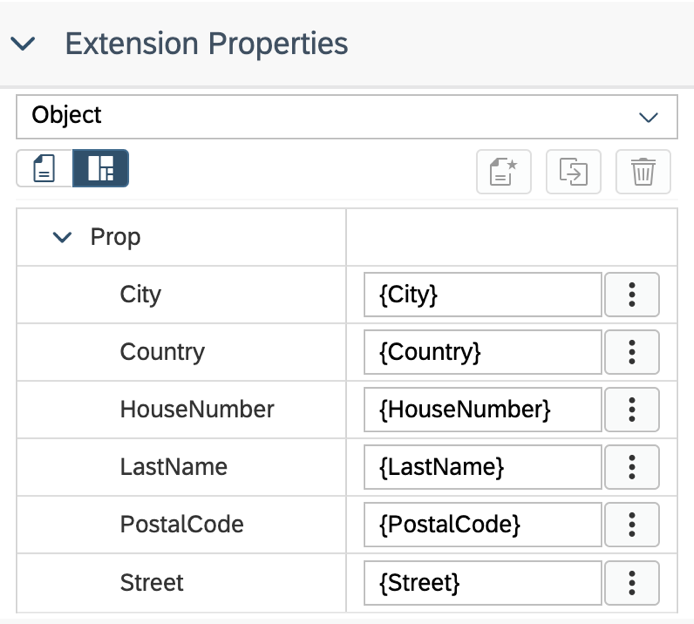 Extension Properties
Object
Prop
City {City}
Country {Country}
HouseNumber {HouseNumber}
LastName {LastName}
PostalCode {PostalCode}
Street {Street}